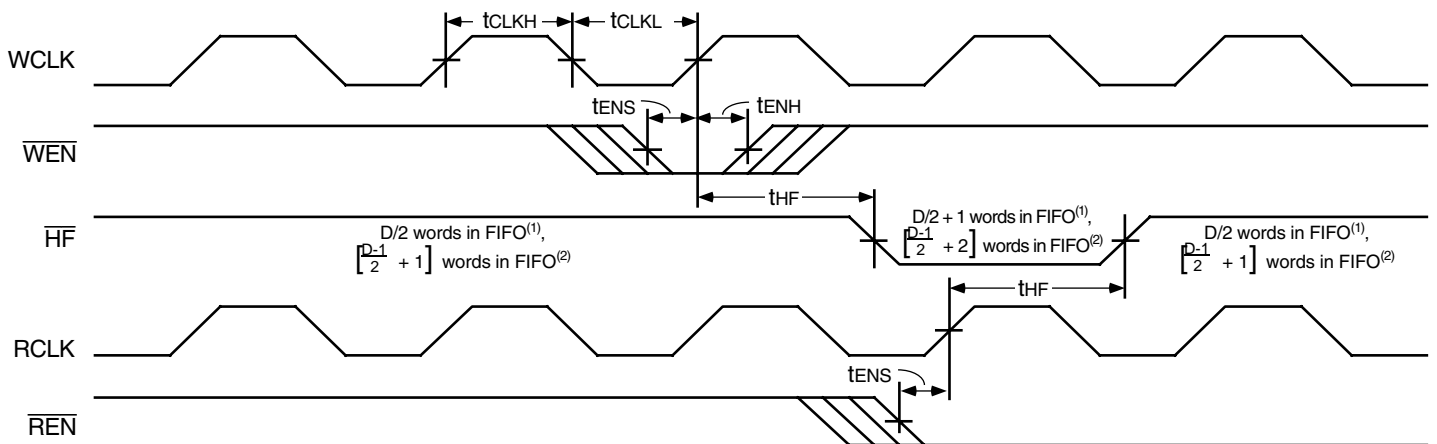 tCLKH
tCLKL
WCLK
tENS
tENH
WEN
tHF
HF
D/2 words in FIFO(1),
[D-1/2 + 1] words in FIFO(2)
D/2 + 1 words in FIFO(1),
[D-1/2 + 2] words in FIFO(2)
D/2 words in FIFO(1),
[D-1/2 + 1] words in FIFO(2)
tHF
RCLK
tENS
REN